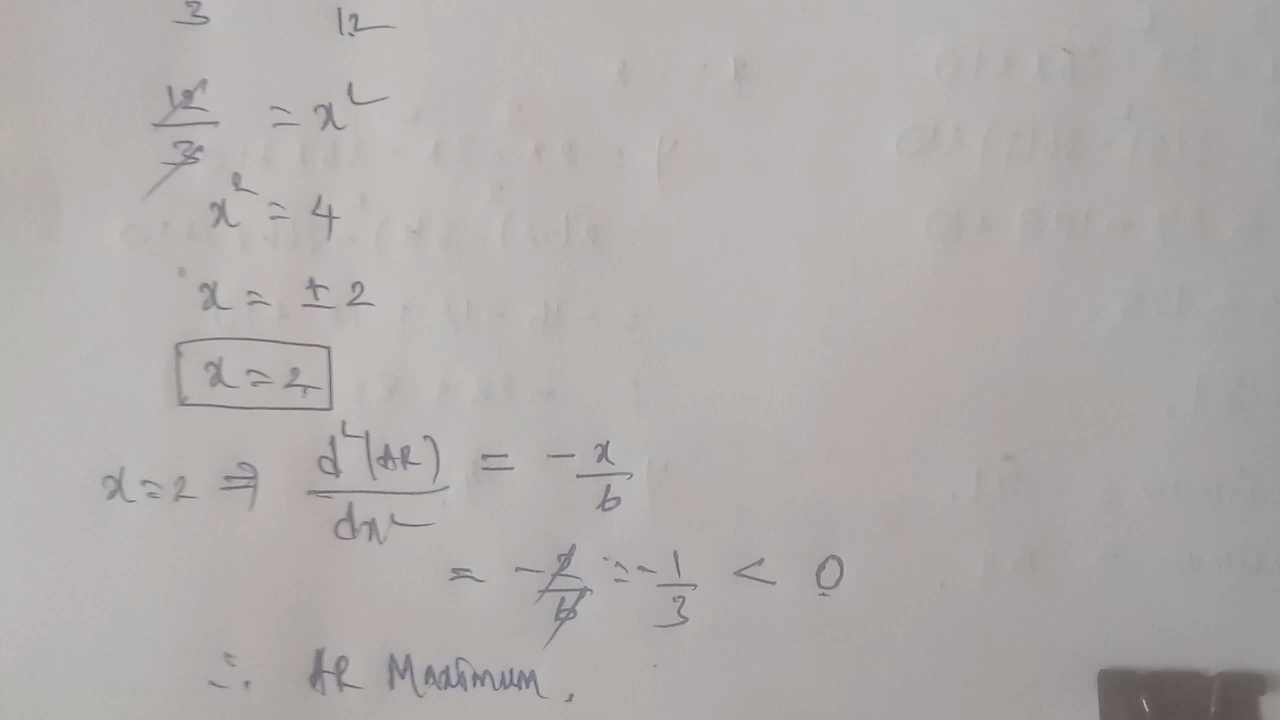 3 12
12/3 = x²
x² = 4
x = ± 2
x = 2
x = 2 ⇒ d²(AR)/dx² = -x/6
= -2/6 = -1/3 < 0
∴ AR Maximum.